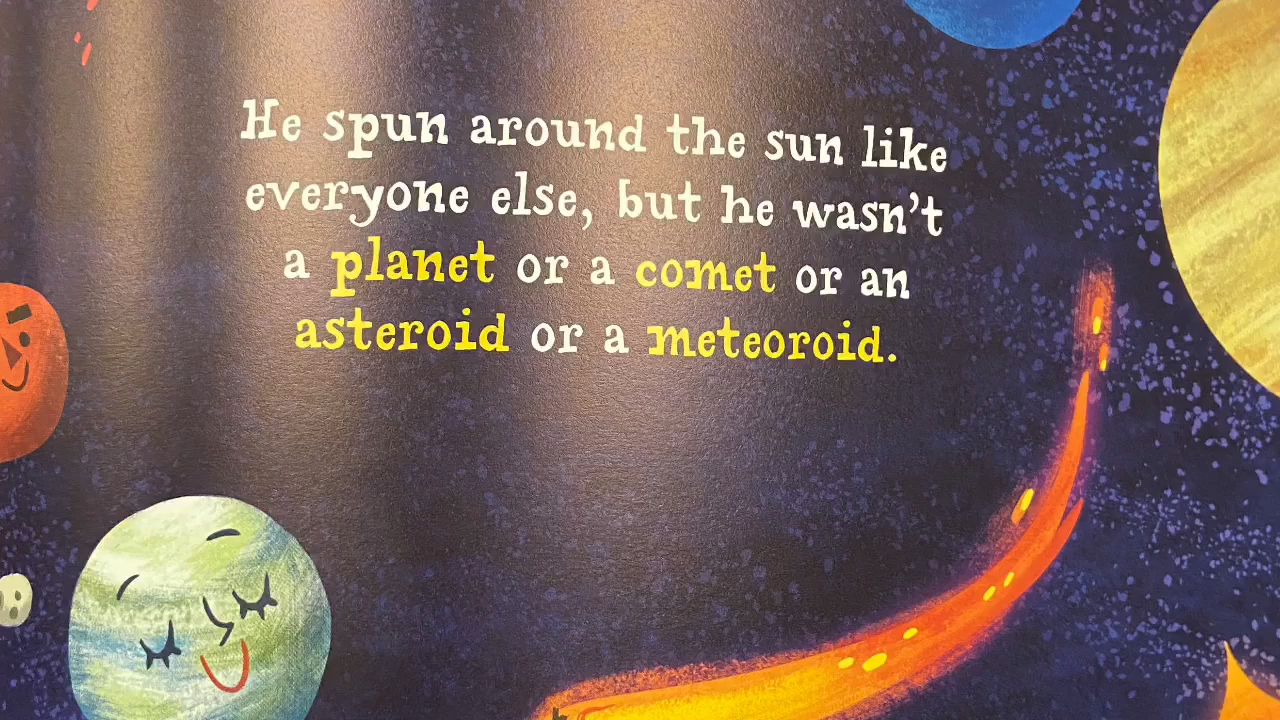 He spun around the sun like
everyone else, but he wasn't
a planet or a comet or an
asteroid or a meteoroid.